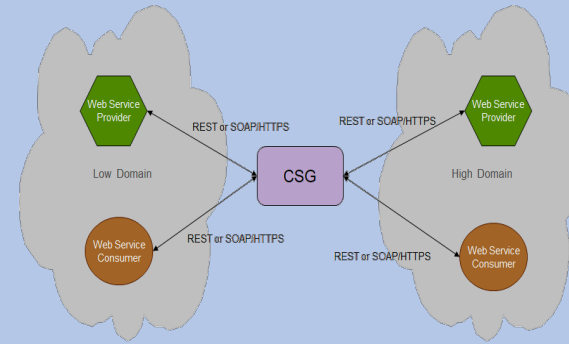 Web Service
Provider
REST or SOAP/HTTPS
Low Domain
REST or SOAP/HTTPS
Web Service
Consumer
CSG
Web Service
Provider
REST or SOAP/HTTPS
High Domain
REST or SOAP/HTTPS
Web Service
Consumer